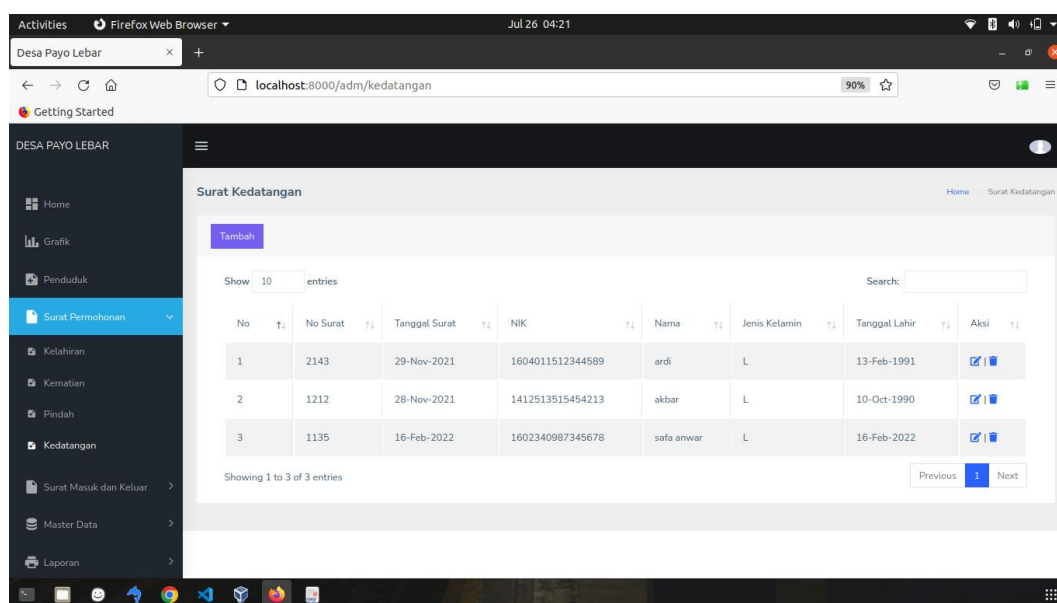 Activities Firefox Web Browser Jul 26 04:21
Desa Payo Lebar
localhost:8000/adm/kedatangan 90%
Getting Started
DESA PAYO LEBAR
Surat Kedatangan Home Surat Kedatangan
Home
Grafik
Penduduk
Surat Permohonan
Kelahiran
Kematian
Pindah
Kedatangan
Surat Masuk dan Keluar
Master Data
Laporan
Tambah
Show 10 entries Search:
No No Surat Tanggal Surat NIK Nama Jenis Kelamin Tanggal Lahir Aksi
1 2143 29-Nov-2021 1604011512344589 ardi L 13-Feb-1991
2 1212 28-Nov-2021 1412513515454213 akbar L 10-Oct-1990
3 1135 16-Feb-2022 1602340987345678 safa anwar L 16-Feb-2022
Showing 1 to 3 of 3 entries Previous 1 Next